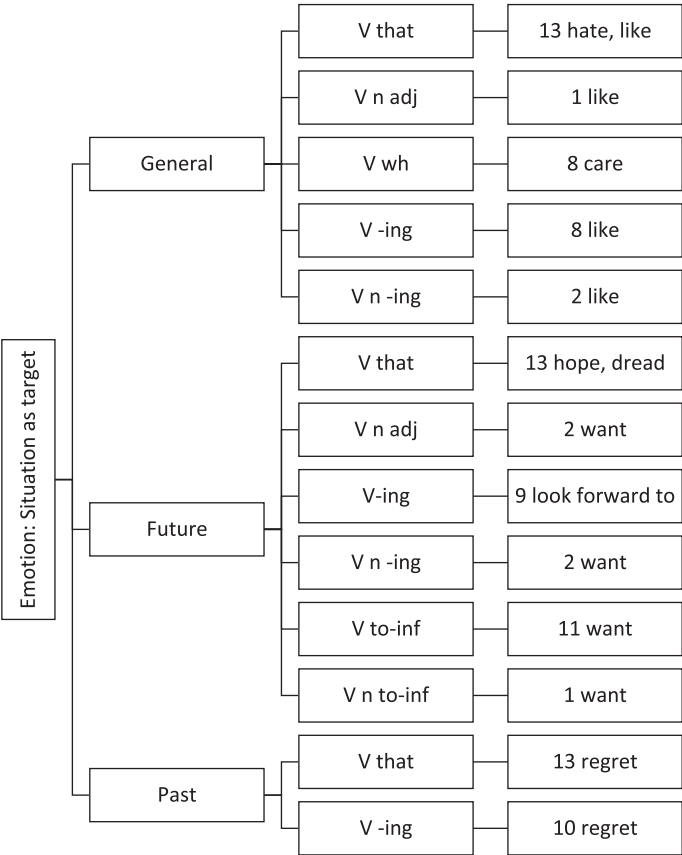 Emotion: Situation as target
General
V that
13 hate, like
V n adj
1 like
V wh
8 care
V -ing
8 like
V n -ing
2 like
Future
V that
13 hope, dread
V n adj
2 want
V-ing
9 look forward to
V n -ing
2 want
V to-inf
11 want
V n to-inf
1 want
Past
V that
13 regret
V -ing
10 regret